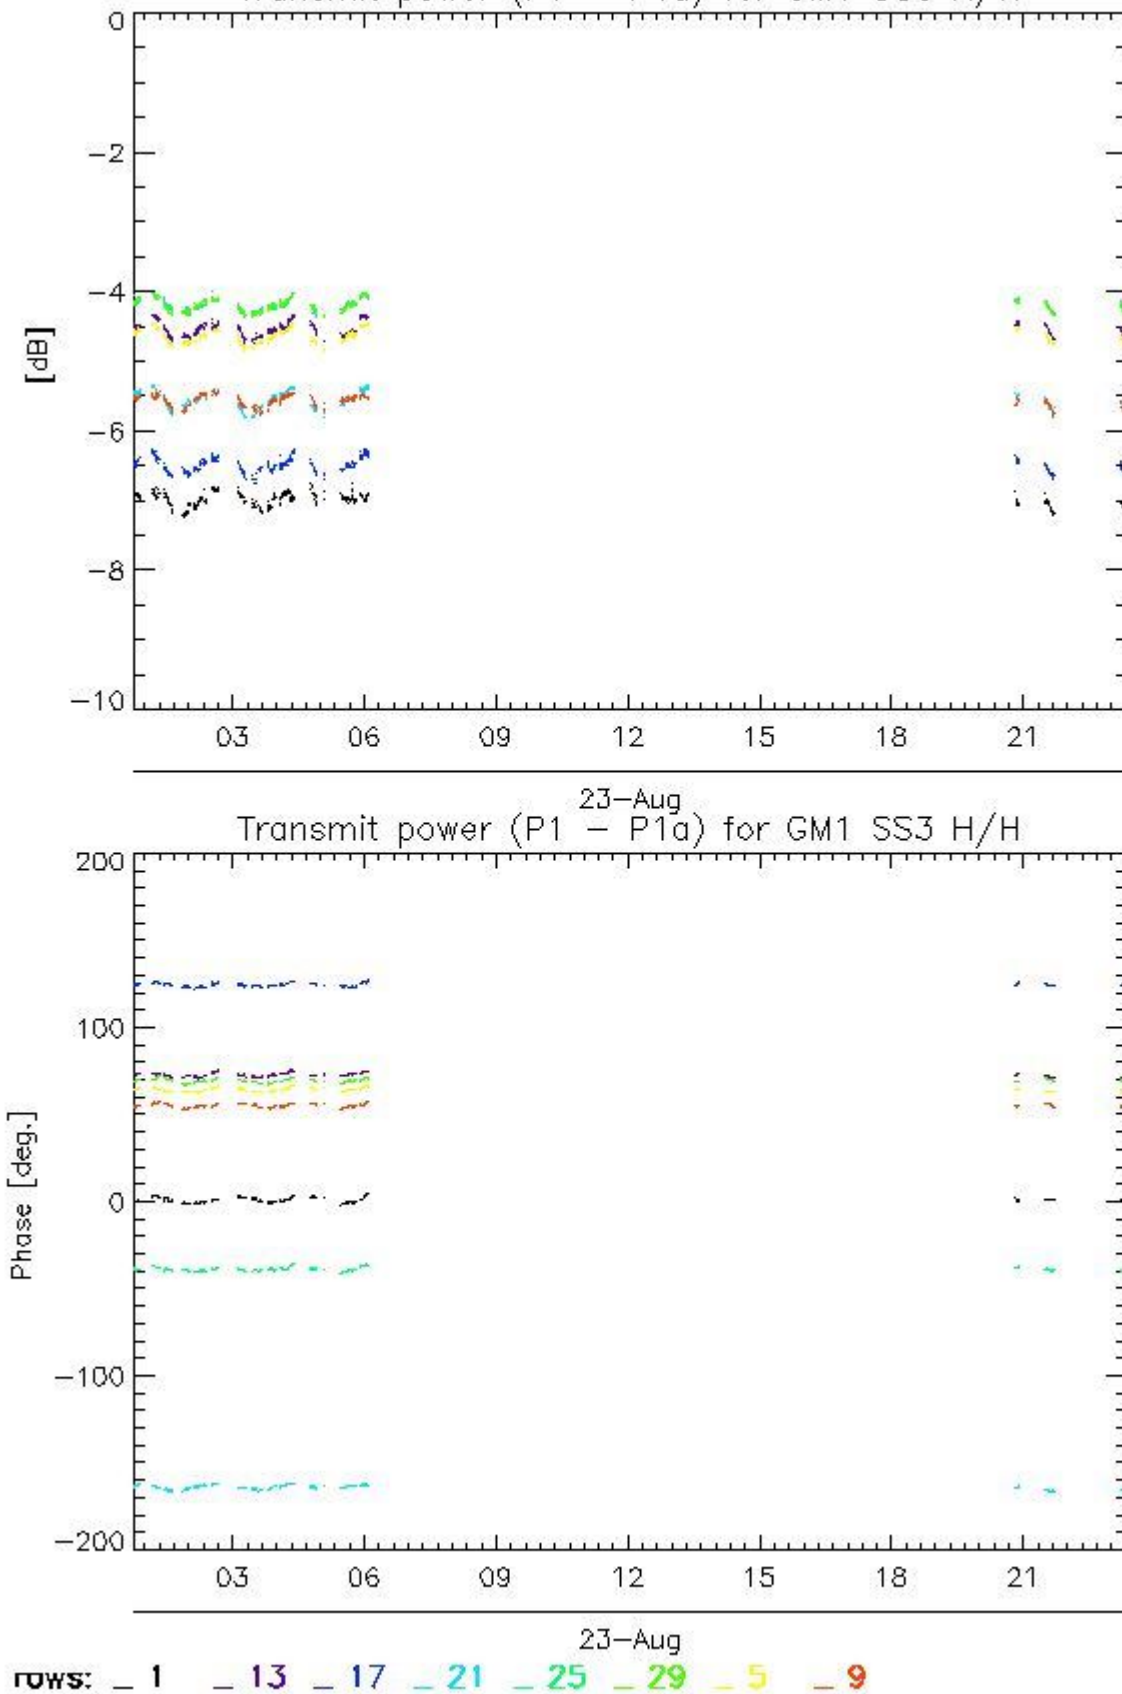 0
−2
−4
−6
−8
−10
[dB]
03 06 09 12 15 18 21
23−Aug
Transmit power (P1 − P1a) for GM1 SS3 H/H
200
100
0
−100
−200
Phase [deg.]
03 06 09 12 15 18 21
23−Aug
rows: _ 1 _ 13 _ 17 _ 21 _ 25 _ 29 _ 5 _ 9